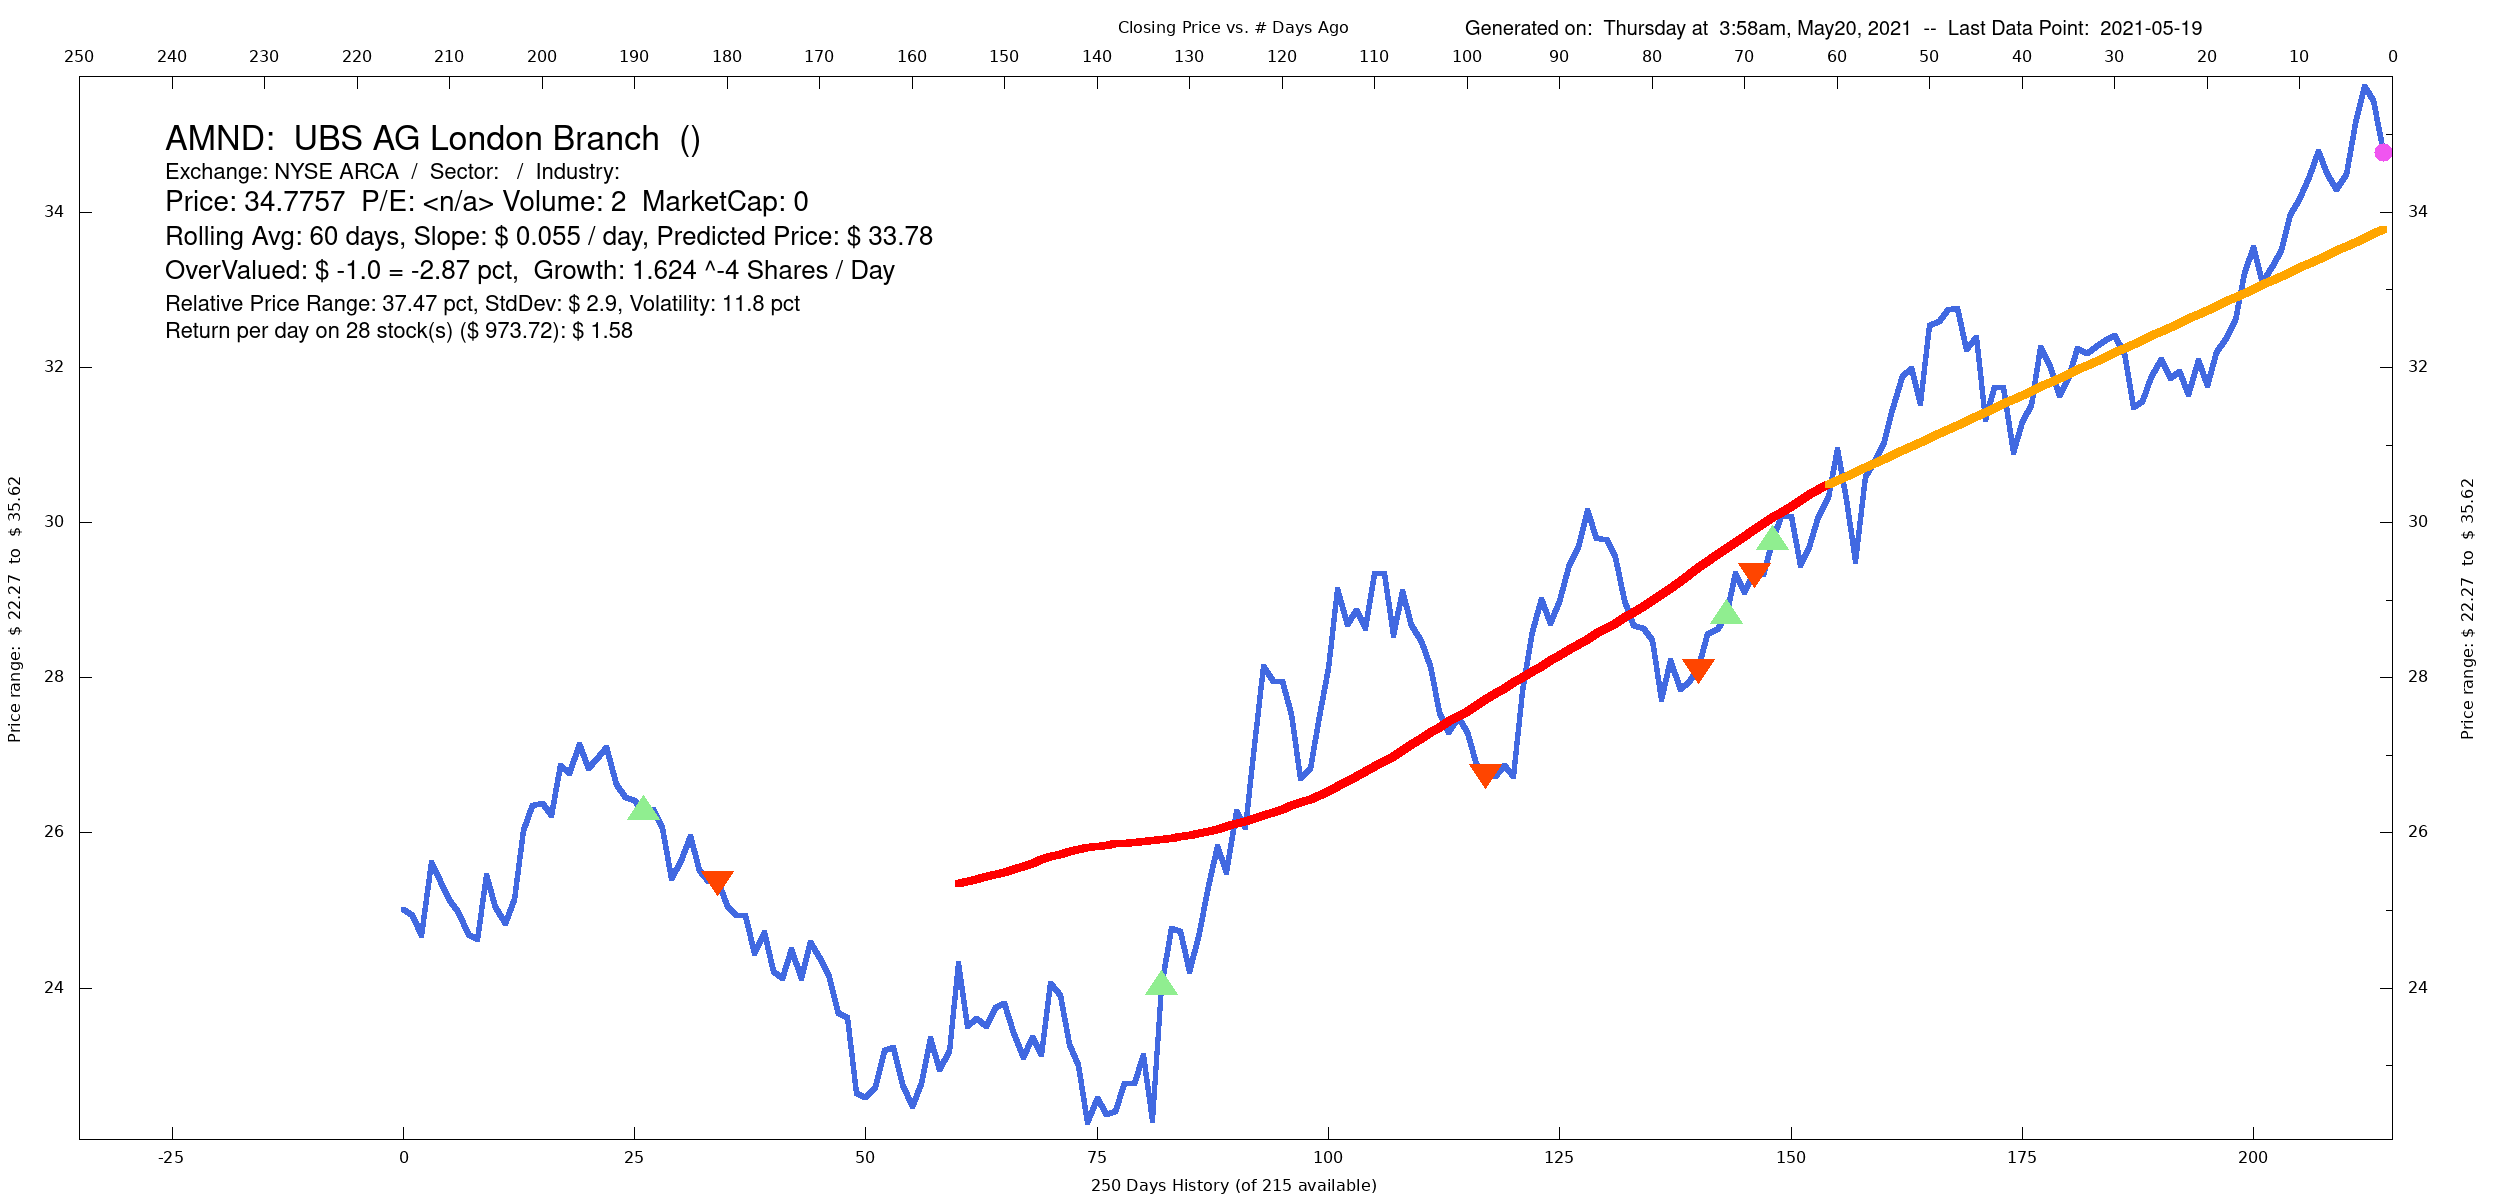 Closing Price vs. # Days Ago
Generated on:  Thursday at  3:58am, May20, 2021  --  Last Data Point:  2021-05-19
250 240 230 220 210 200 190 180 170 160 150 140 130 120 110 100 90 80 70 60 50 40 30 20 10 0
AMND:  UBS AG London Branch  ()
Exchange: NYSE ARCA  /  Sector:   /  Industry:
Price: 34.7757  P/E: <n/a> Volume: 2  MarketCap: 0
Rolling Avg: 60 days, Slope: $ 0.055 / day, Predicted Price: $ 33.78
OverValued: $ -1.0 = -2.87 pct,  Growth: 1.624 ^-4 Shares / Day
Relative Price Range: 37.47 pct, StdDev: $ 2.9, Volatility: 11.8 pct
Return per day on 28 stock(s) ($ 973.72): $ 1.58
34 34
32 32
30 30
28 28
26 26
24 24
Price range:  $ 22.27  to  $ 35.62
Price range: $ 22.27  to  $ 35.62
-25 0 25 50 75 100 125 150 175 200
250 Days History (of 215 available)